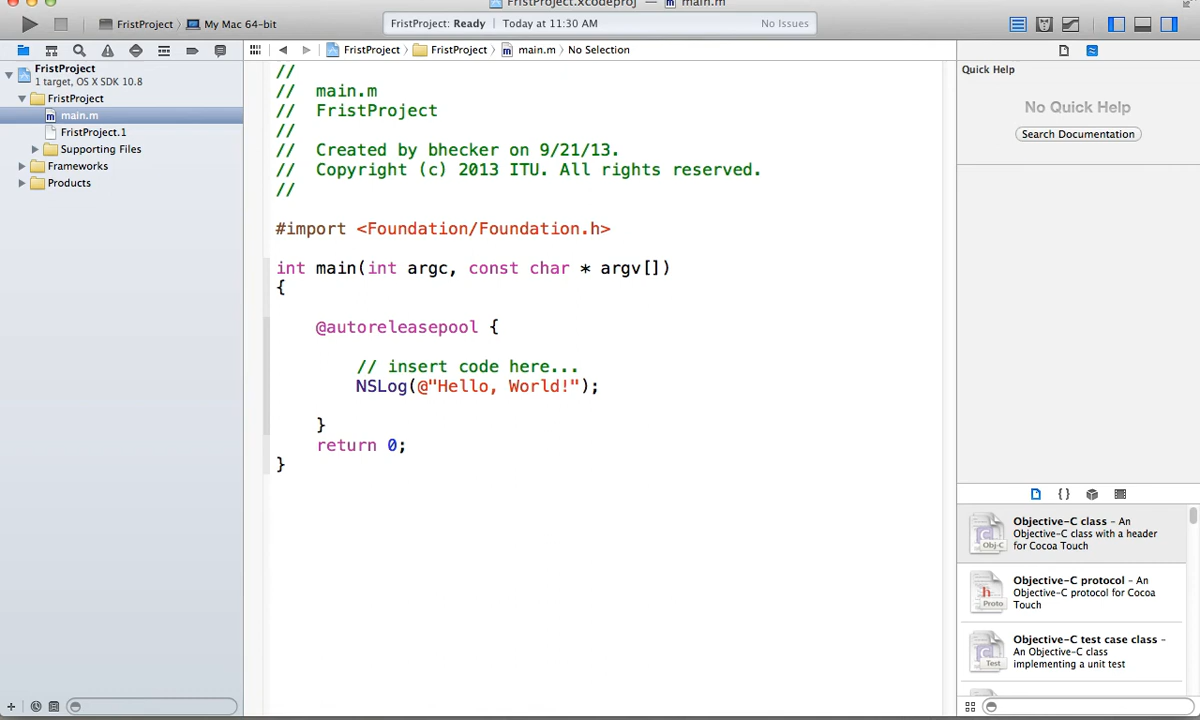 FristProject.xcodeproj — main.m
FristProject My Mac 64-bit
FristProject: Ready Today at 11:30 AM No Issues
FristProject FristProject main.m No Selection
FristProject
1 target, OS X SDK 10.8
FristProject
main.m
FristProject.1
Supporting Files
Frameworks
Products
//
// main.m
// FristProject
//
// Created by bhecker on 9/21/13.
// Copyright (c) 2013 ITU. All rights reserved.
//
#import <Foundation/Foundation.h>
int main(int argc, const char * argv[])
{
@autoreleasepool {
// insert code here...
NSLog(@"Hello, World!");
}
return 0;
}
Quick Help
No Quick Help
Search Documentation
{}
Obj-C
Objective-C class - An
Objective-C class with a header
for Cocoa Touch
h
Proto
Objective-C protocol - An
Objective-C protocol for Cocoa
Touch
Test
Objective-C test case class -
An Objective-C class
implementing a unit test